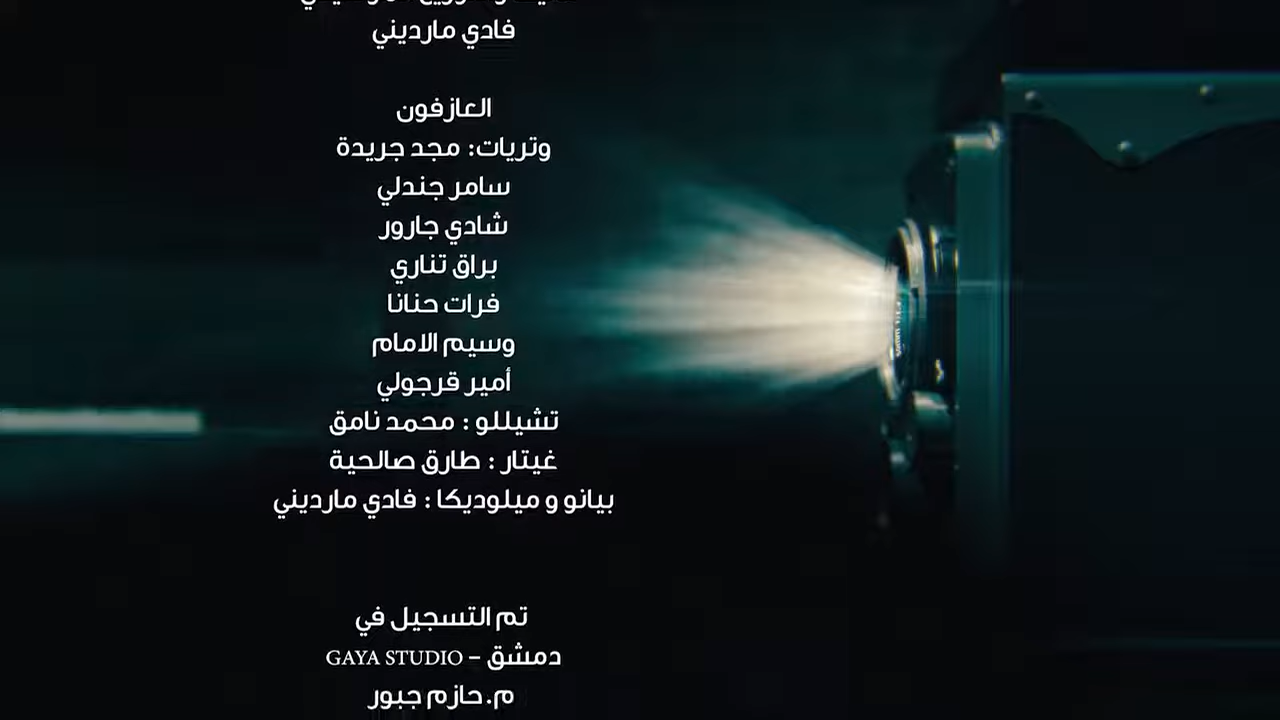 فادي مارديني
العازفون
وتريات: مجد جريدة
سامر جندلي
شادي جارور
براق تناري
فرات حنانا
وسيم الامام
أمير قرجولي
تشيللو : محمد نامق
غيتار : طارق صالحية
بيانو و ميلوديكا : فادي مارديني
تم التسجيل في
دمشق – GAYA STUDIO
م.حازم جبور